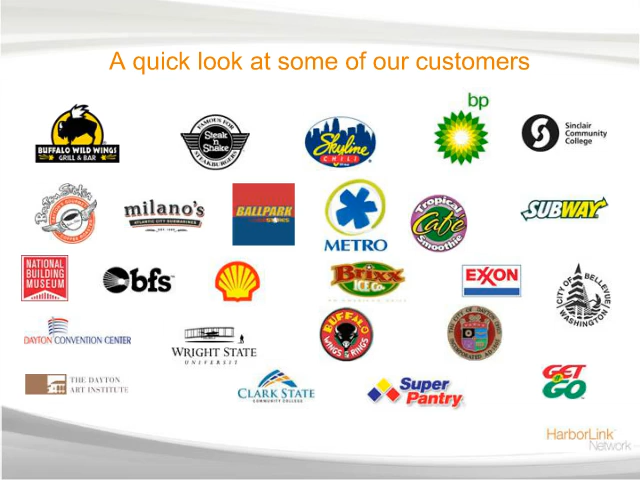 A quick look at some of our customers
BUFFALO WILD WINGS
GRILL & BAR
FAMOUS FOR
Steak
n
Shake
STEAKBURGERS
Skyline
CHILI
bp
Sinclair
Community
College
milano's
ATLANTIC CITY SUBMARINES
BALLPARK
METRO
Tropical
Café
Smoothie
SUBWAY
NATIONAL
BUILDING
MUSEUM
bfs
Brixx
ICE Co.
EXXON
CITY OF BELLEVUE
WASHINGTON
DAYTON CONVENTION CENTER
WRIGHT STATE
UNIVERSITY
BUFFALO
WINGS & RINGS
THE DAYTON
ART INSTITUTE
CLARK STATE
COMMUNITY COLLEGE
Super
Pantry
GET
GO
HarborLink
Network